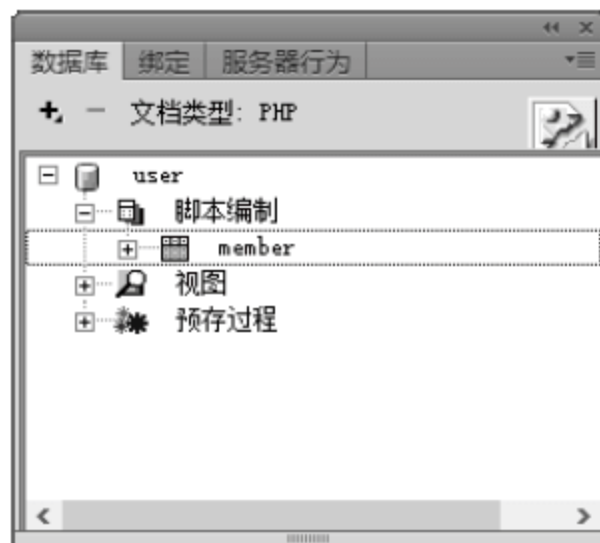 数据库 绑定 服务器行为
文档类型: PHP
user
脚本编制
member
视图
预存过程